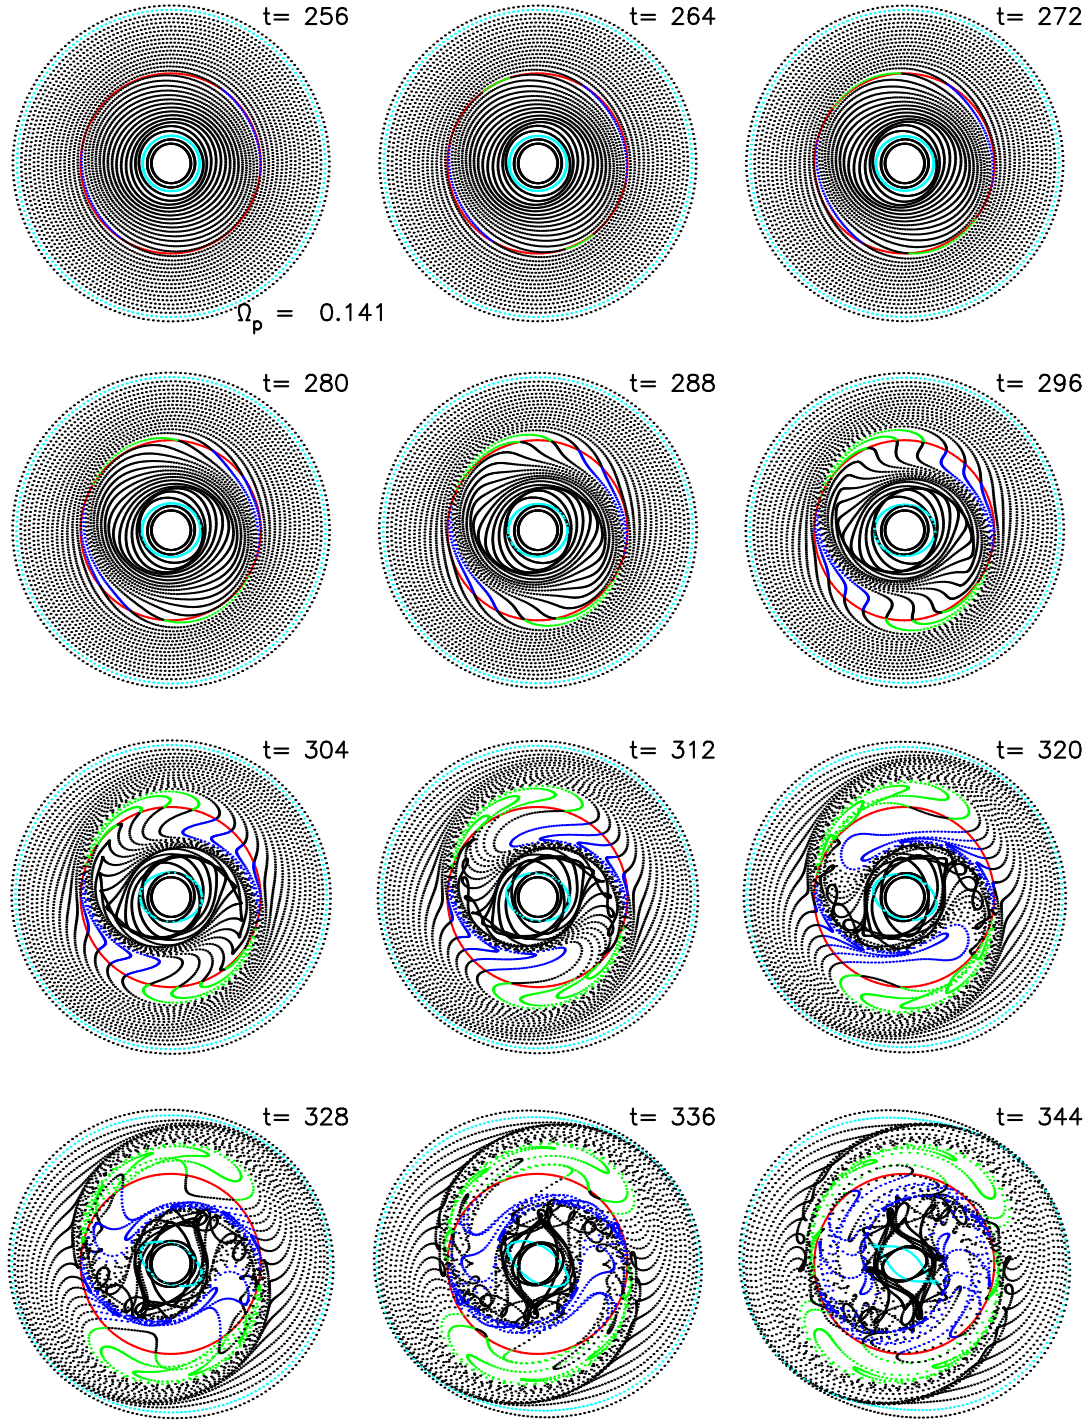 t= 256
t= 264
t= 272
Ωp = 0.141
t= 280
t= 288
t= 296
t= 304
t= 312
t= 320
t= 328
t= 336
t= 344